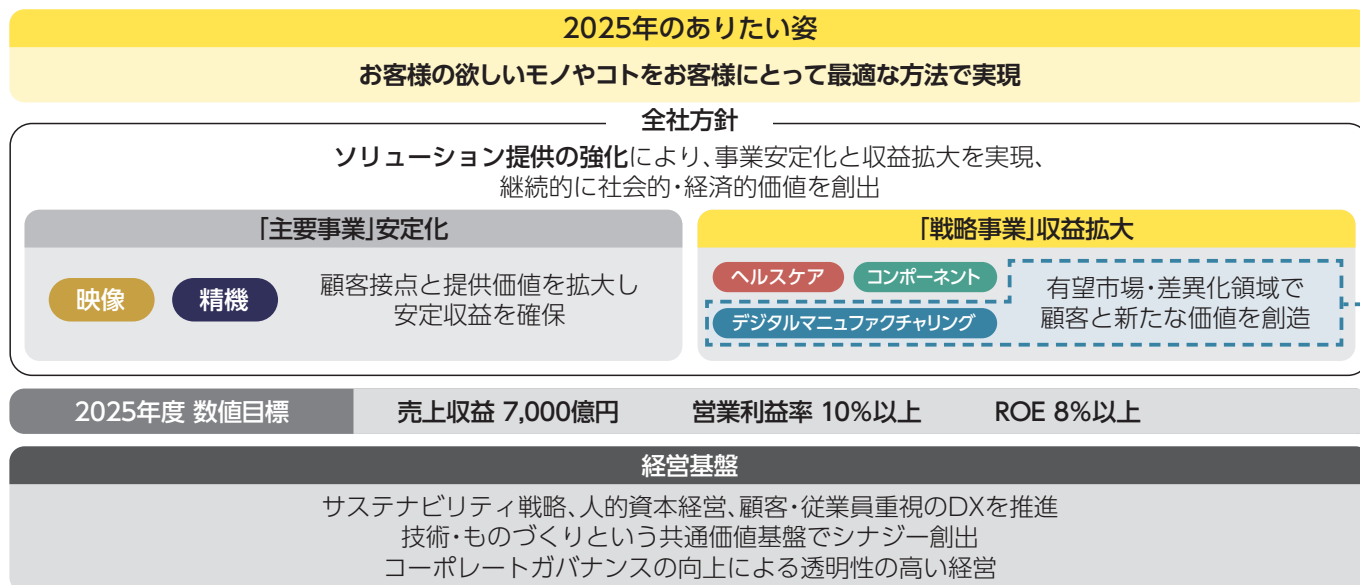 2025年のありたい姿
お客様の欲しいモノやコトをお客様にとって最適な方法で実現
全社方針
ソリューション提供の強化により、事業安定化と収益拡大を実現、
継続的に社会的・経済的価値を創出
「主要事業」安定化
映像
精機
顧客接点と提供価値を拡大し
安定収益を確保
「戦略事業」収益拡大
ヘルスケア
コンポーネント
デジタルマニュファクチャリング
有望市場・差異化領域で
顧客と新たな価値を創造
2025年度 数値目標
売上収益 7,000億円
営業利益率 10%以上
ROE 8%以上
経営基盤
サステナビリティ戦略、人的資本経営、顧客・従業員重視のDXを推進
技術・ものづくりという共通価値基盤でシナジー創出
コーポレートガバナンスの向上による透明性の高い経営